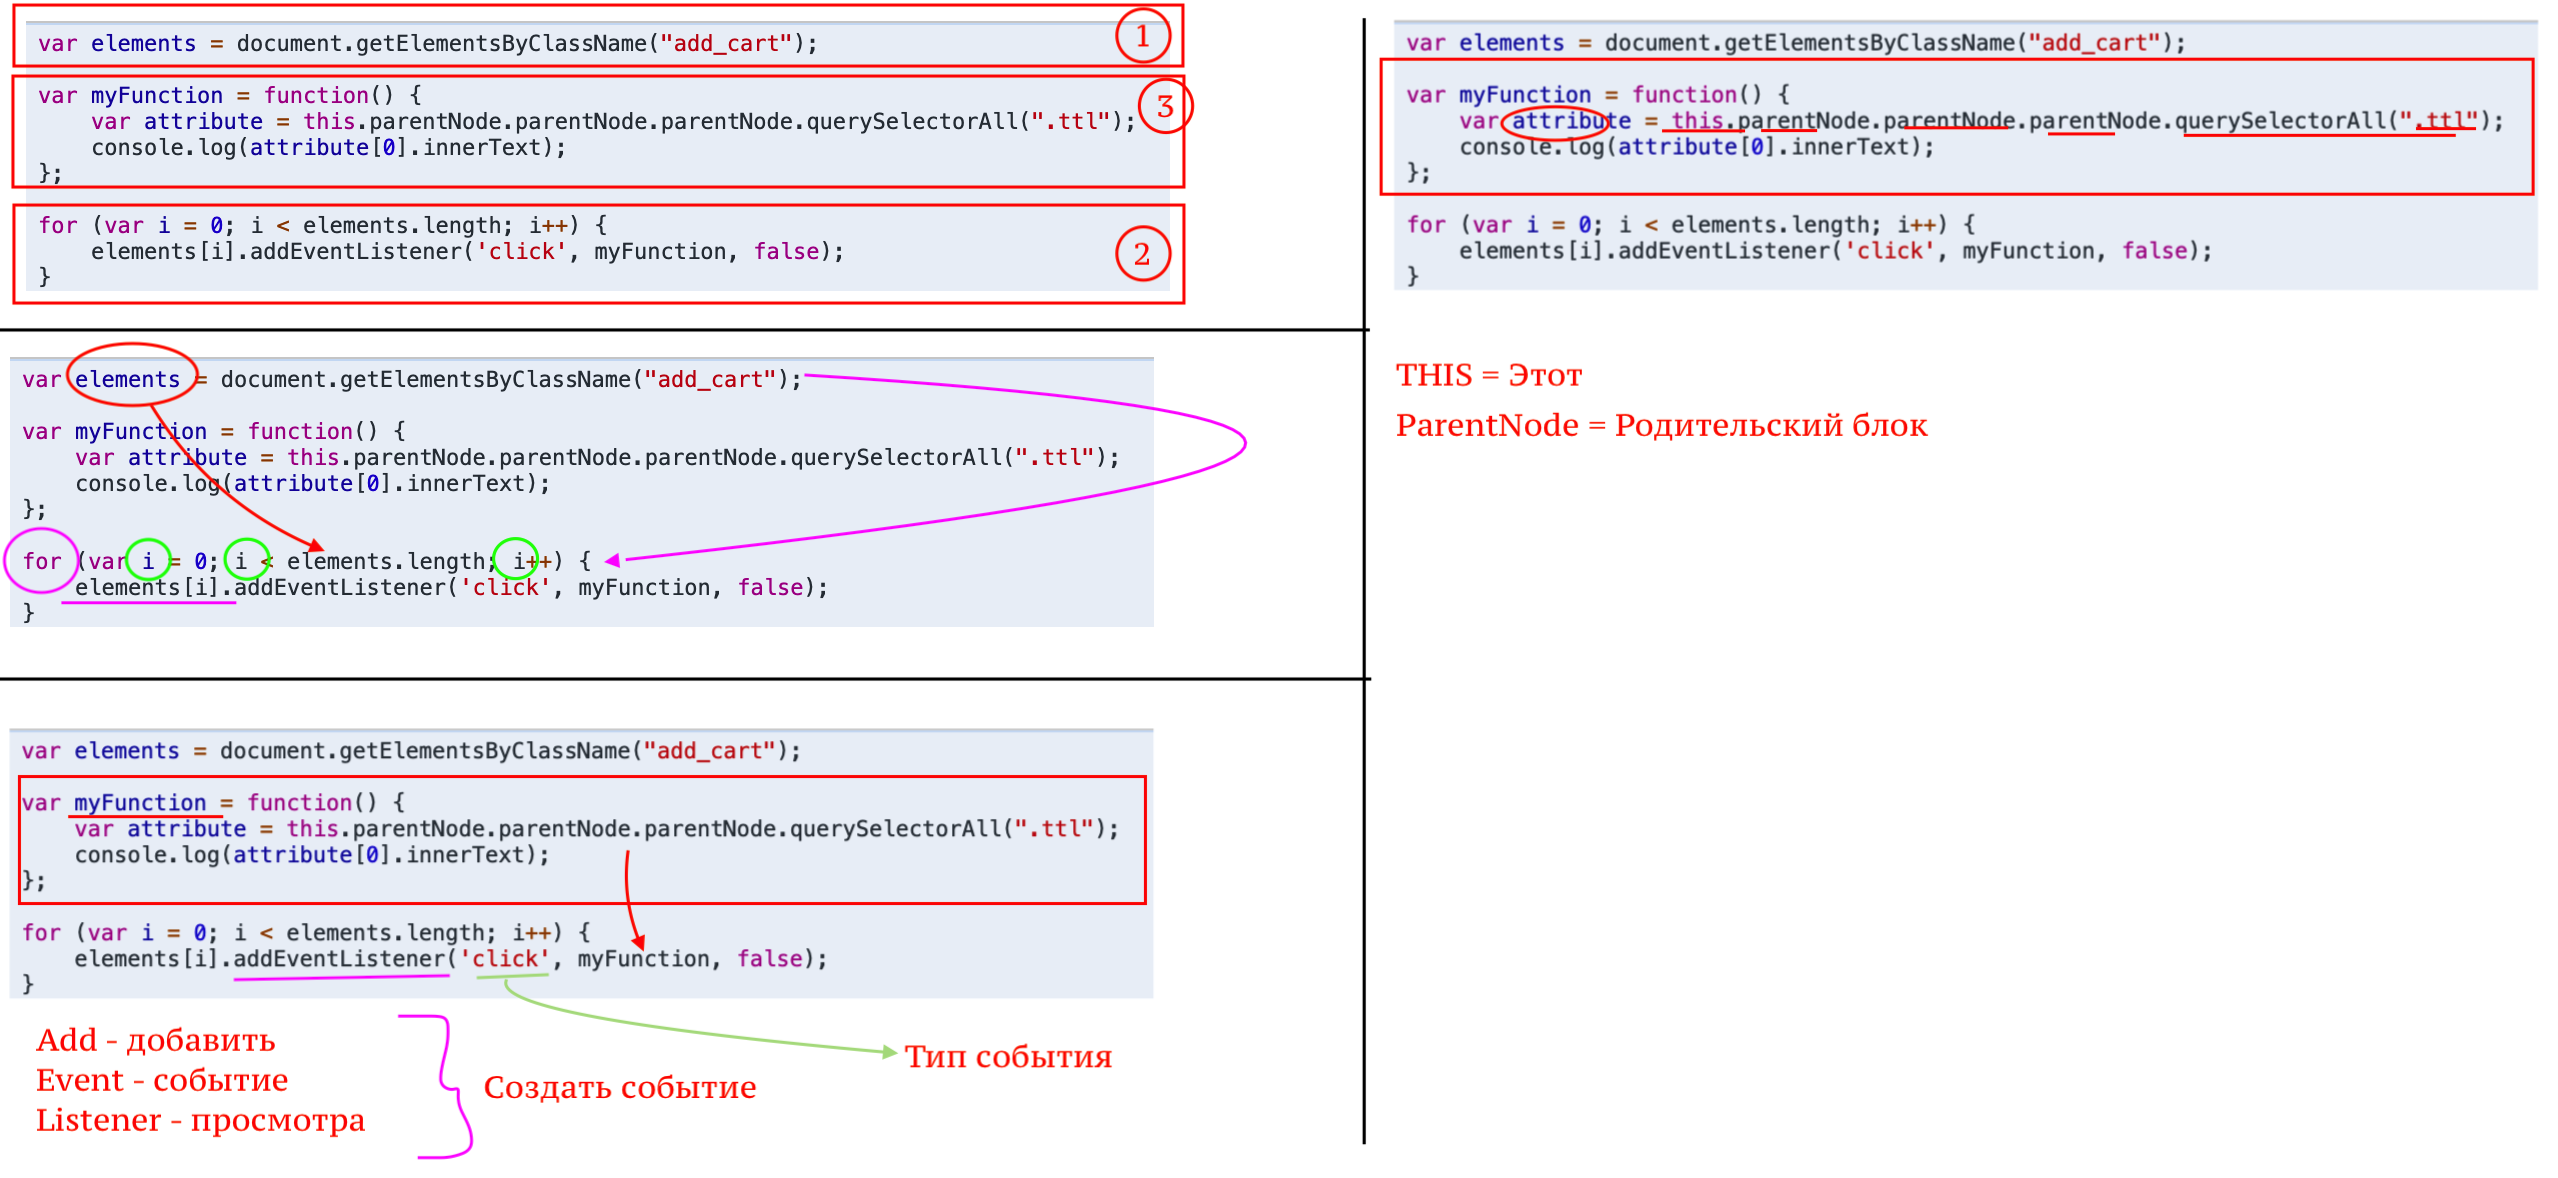 var elements = document.getElementsByClassName("add_cart");
1
var myFunction = function() {
3
    var attribute = this.parentNode.parentNode.parentNode.querySelectorAll(".ttl");
    console.log(attribute[0].innerText);
};
for (var i = 0; i < elements.length; i++) {
    elements[i].addEventListener('click', myFunction, false);
2
}
var elements = document.getElementsByClassName("add_cart");
var myFunction = function() {
    var attribute = this.parentNode.parentNode.parentNode.querySelectorAll(".ttl");
    console.log(attribute[0].innerText);
};
for (var i = 0; i < elements.length; i++) {
    elements[i].addEventListener('click', myFunction, false);
}
var elements = document.getElementsByClassName("add_cart");
var myFunction = function() {
    var attribute = this.parentNode.parentNode.parentNode.querySelectorAll(".ttl");
    console.log(attribute[0].innerText);
};
for (var i = 0; i < elements.length; i++) {
    elements[i].addEventListener('click', myFunction, false);
}
Add - добавить
Event - событие
Listener - просмотра
Создать событие
Тип события
var elements = document.getElementsByClassName("add_cart");
var myFunction = function() {
    var attribute = this.parentNode.parentNode.parentNode.querySelectorAll(".ttl");
    console.log(attribute[0].innerText);
};
for (var i = 0; i < elements.length; i++) {
    elements[i].addEventListener('click', myFunction, false);
}
THIS = Этот
ParentNode = Родительский блок